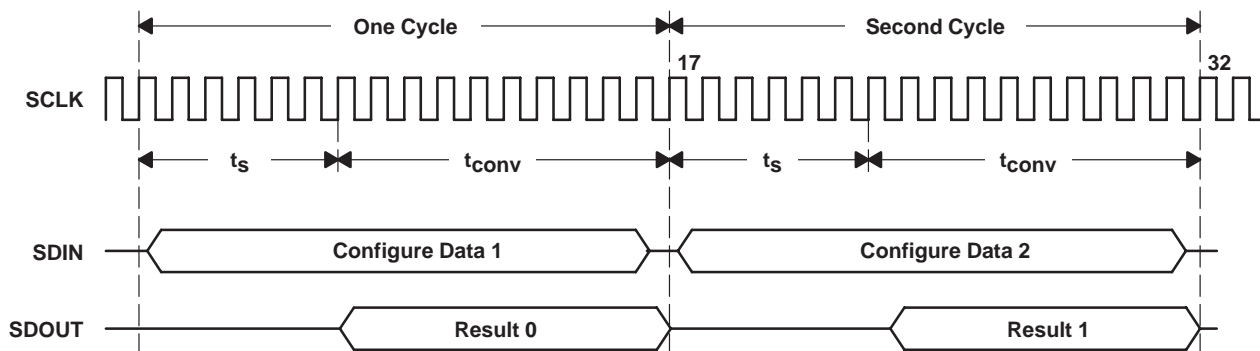 One Cycle Second Cycle
17 32
SCLK
ts tconv ts tconv
SDIN Configure Data 1 Configure Data 2
SDOUT Result 0 Result 1